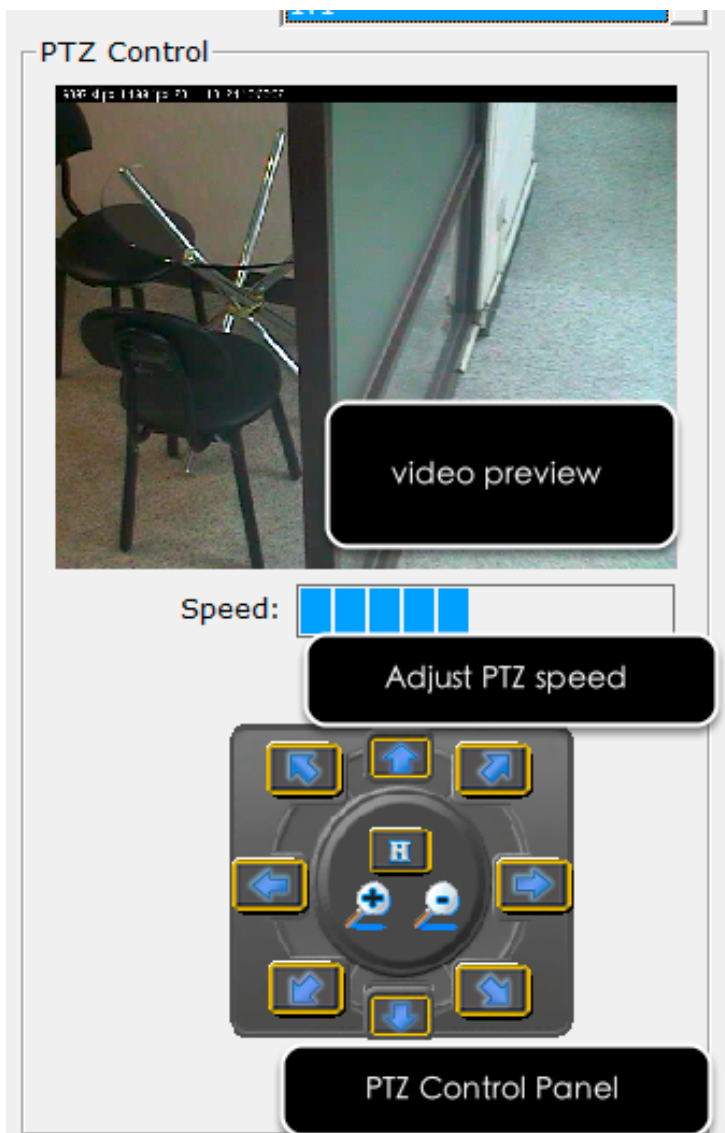 PTZ Control
video preview
Speed:
Adjust PTZ speed
H
PTZ Control Panel